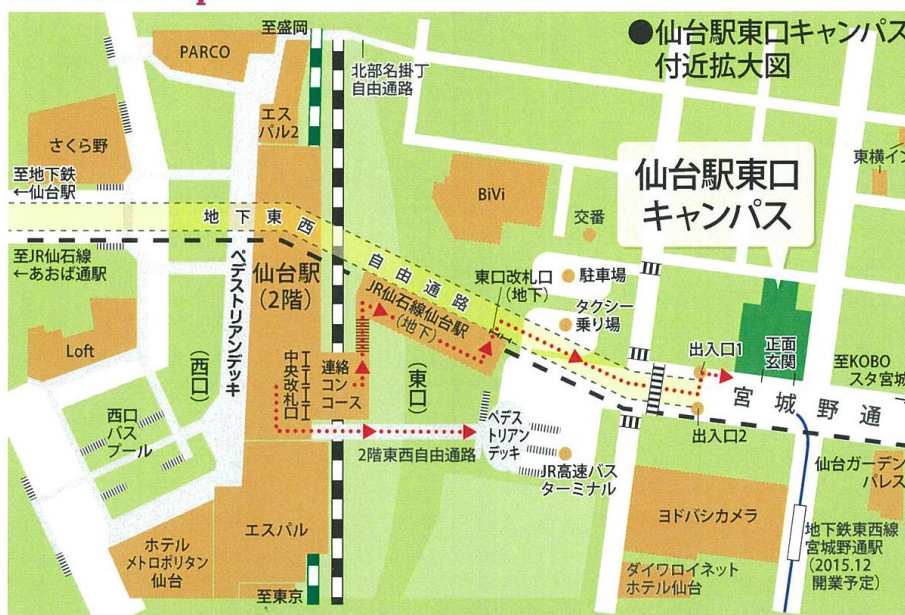 ●仙台駅東口キャンパス
付近拡大図
至盛岡
PARCO
北部名掛丁
自由通路
エス
パル2
さくら野
至地下鉄
←仙台駅
東横イン
仙台駅東口
キャンパス
BiVi
交番
地下東西
自由通路
至JR仙石線
←あおば通駅
ペデストリアンデッキ
仙台駅
(2階)
JR仙石線仙台駅
(地下)
東口改札口
(地下)
駐車場
タクシー
乗り場
Loft
(西口)
中央改札口
連絡
コン
コース
(東口)
出入口1
正面
玄関
至KOBO
スタ宮城
宮城野通
西口
バス
プール
ペデス
トリアン
デッキ
2階東西自由通路
出入口2
JR高速バス
ターミナル
仙台ガーデン
パレス
ヨドバシカメラ
エスパル
ホテル
メトロポリタン
仙台
ダイワロイネット
ホテル仙台
地下鉄東西線
宮城野通駅
(2015.12
開業予定)
至東京